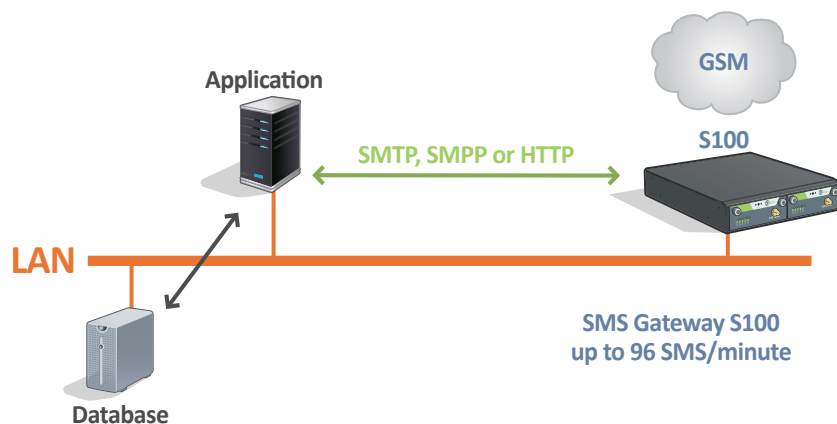 GSM
Application
S100
SMTP, SMPP or HTTP
LAN
SMS Gateway S100
up to 96 SMS/minute
Database